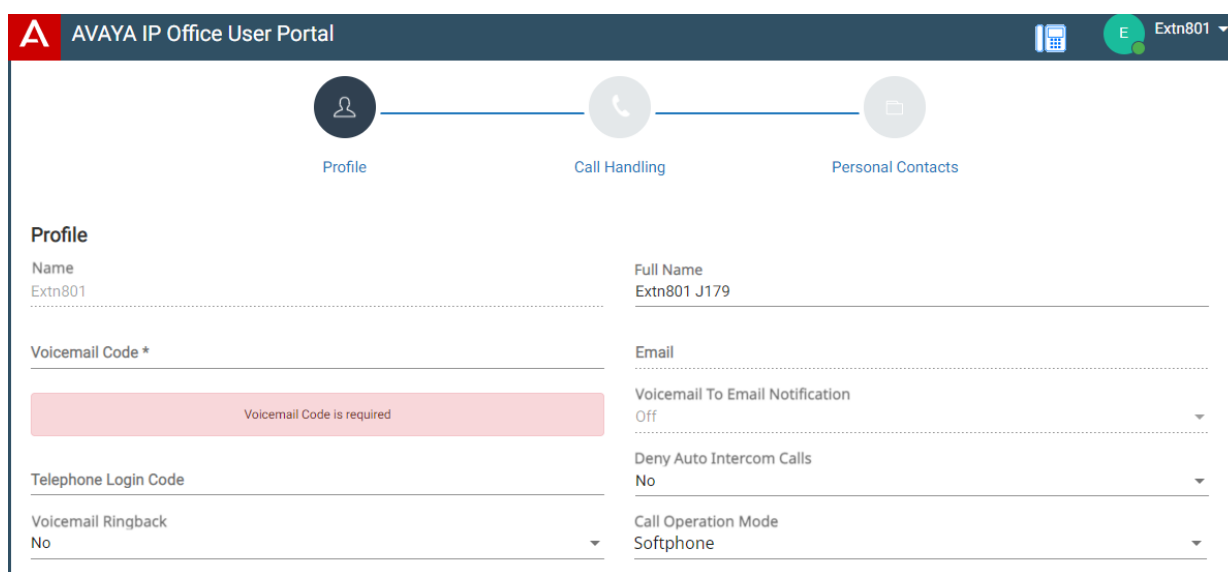 AVAYA IP Office User Portal
E
Extn801
Profile
Call Handling
Personal Contacts
Profile
Name
Extn801
Full Name
Extn801 J179
Voicemail Code *
Email
Voicemail Code is required
Voicemail To Email Notification
Off
Telephone Login Code
Deny Auto Intercom Calls
No
Voicemail Ringback
No
Call Operation Mode
Softphone